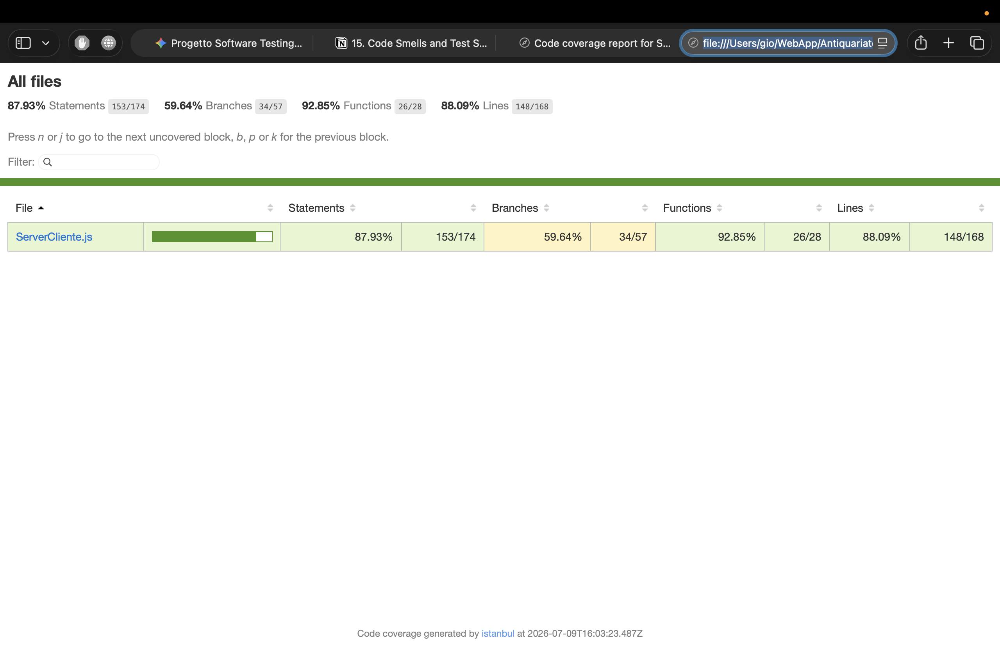 Progetto Software Testing...
15. Code Smells and Test S...
Code coverage report for S...
file:///Users/gio/WebApp/Antiquariat
All files
87.93% Statements 153/174 59.64% Branches 34/57 92.85% Functions 26/28 88.09% Lines 148/168
Press n or j to go to the next uncovered block, b, p or k for the previous block.
Filter:
File Statements Branches Functions Lines
ServerCliente.js 87.93% 153/174 59.64% 34/57 92.85% 26/28 88.09% 148/168
Code coverage generated by istanbul at 2026-07-09T16:03:23.487Z